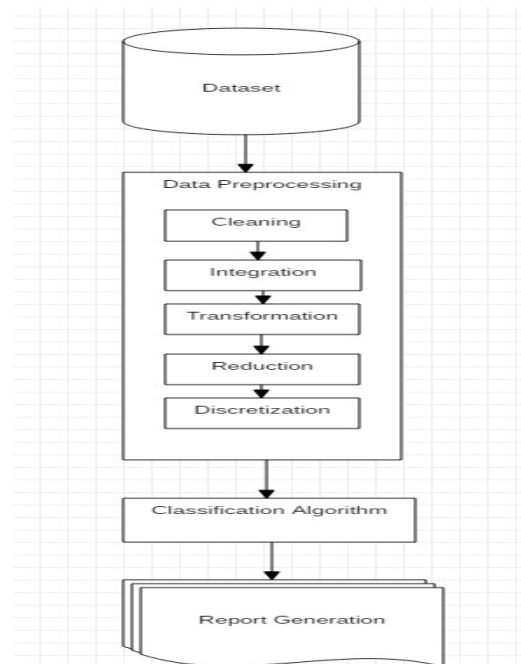 Dataset
Data Preprocessing
Cleaning
Integration
Transformation
Reduction
Discretization
Classification Algorithm
Report Generation